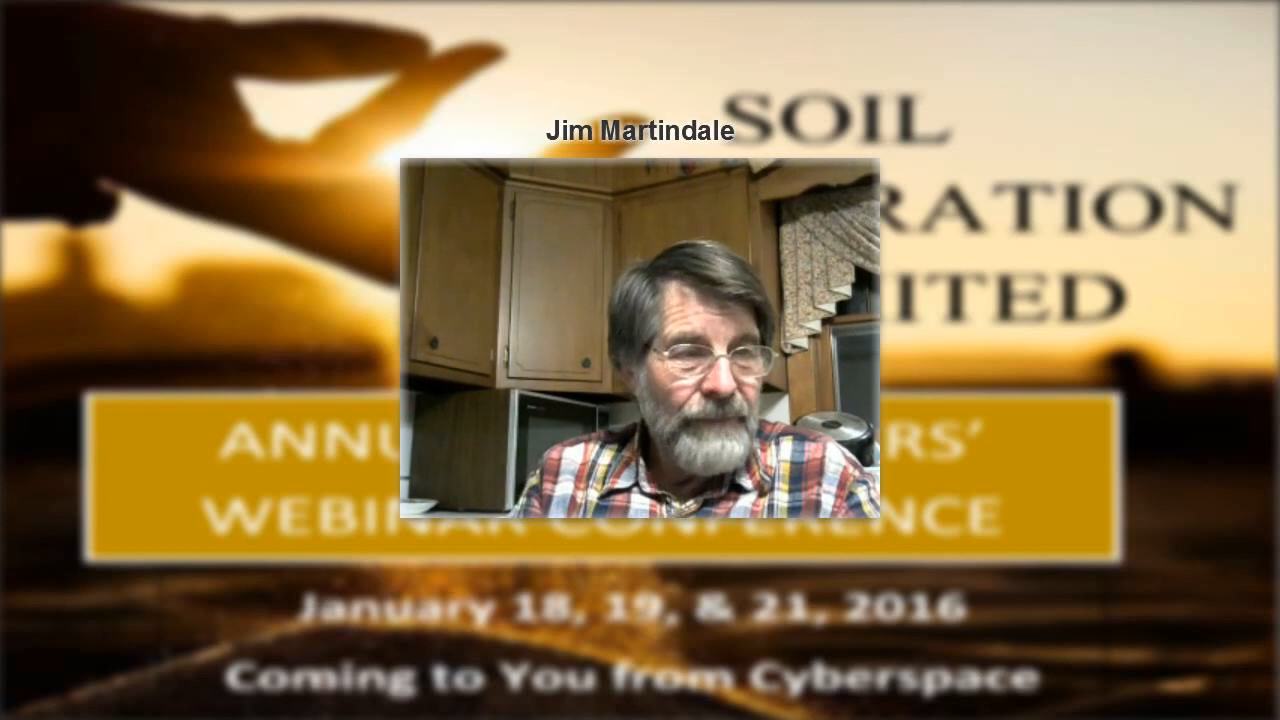 Jim Martindale
SOIL
RATION
ITED
ANNU RS’
WEBINAR CONFERENCE
January 18, 19, & 21, 2016
Coming to You from Cyberspace